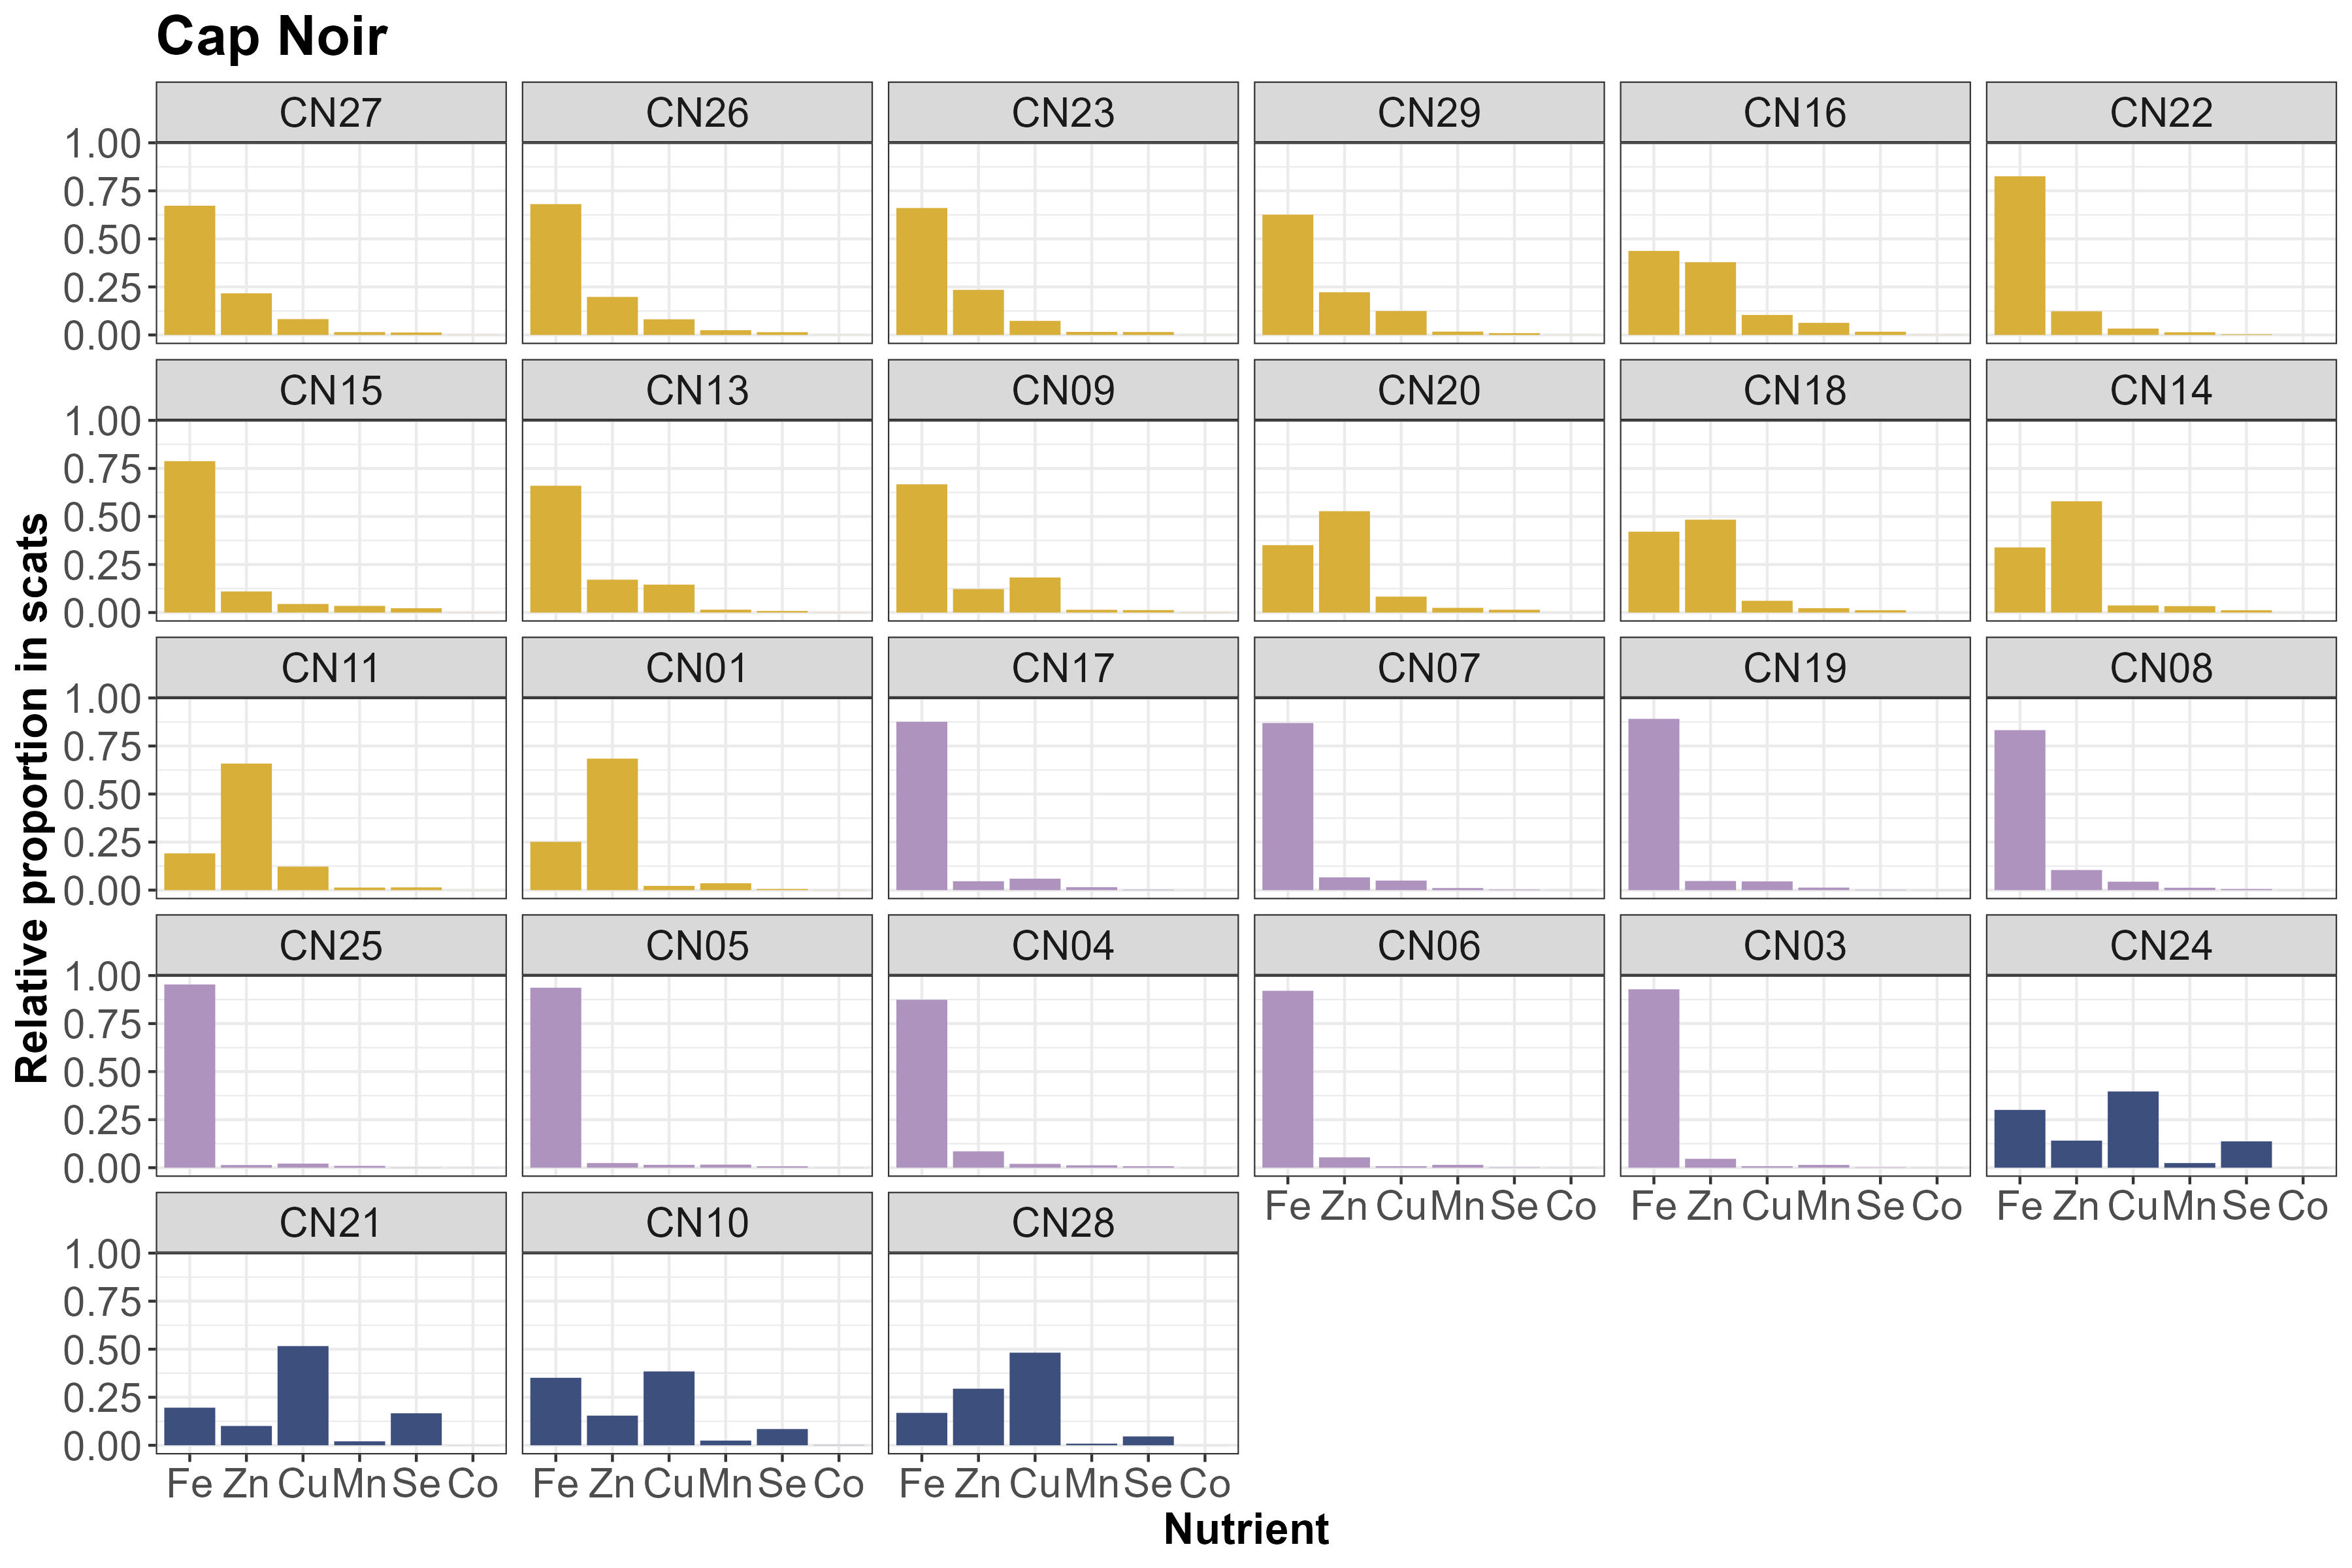 Cap Noir
CN27 CN26 CN23 CN29 CN16 CN22
1.00
0.75
0.50
0.25
0.00
CN15 CN13 CN09 CN20 CN18 CN14
1.00
0.75
0.50
0.25
0.00
CN11 CN01 CN17 CN07 CN19 CN08
1.00
0.75
0.50
0.25
0.00
CN25 CN05 CN04 CN06 CN03 CN24
1.00
0.75
0.50
0.25
0.00
Fe Zn Cu Mn Se Co Fe Zn Cu Mn Se Co Fe Zn Cu Mn Se Co
CN21 CN10 CN28
1.00
0.75
0.50
0.25
0.00
Fe Zn Cu Mn Se Co Fe Zn Cu Mn Se Co Fe Zn Cu Mn Se Co
Relative proportion in scats
Nutrient